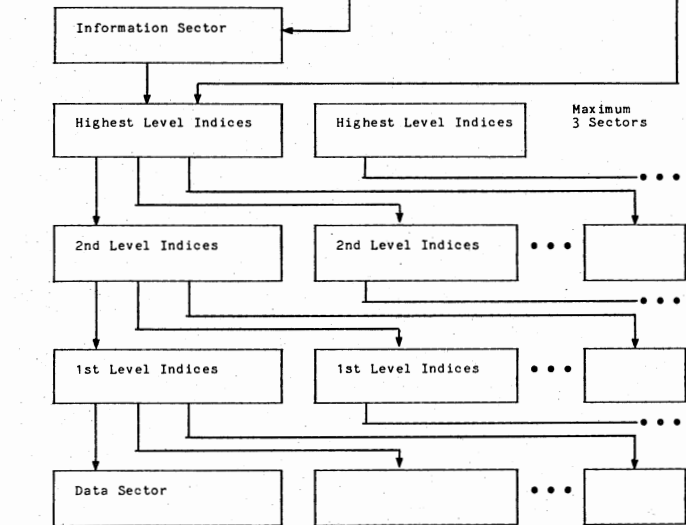 Information Sector
Highest Level Indices
Highest Level Indices
Maximum
3 Sectors
2nd Level Indices
2nd Level Indices
1st Level Indices
1st Level Indices
Data Sector